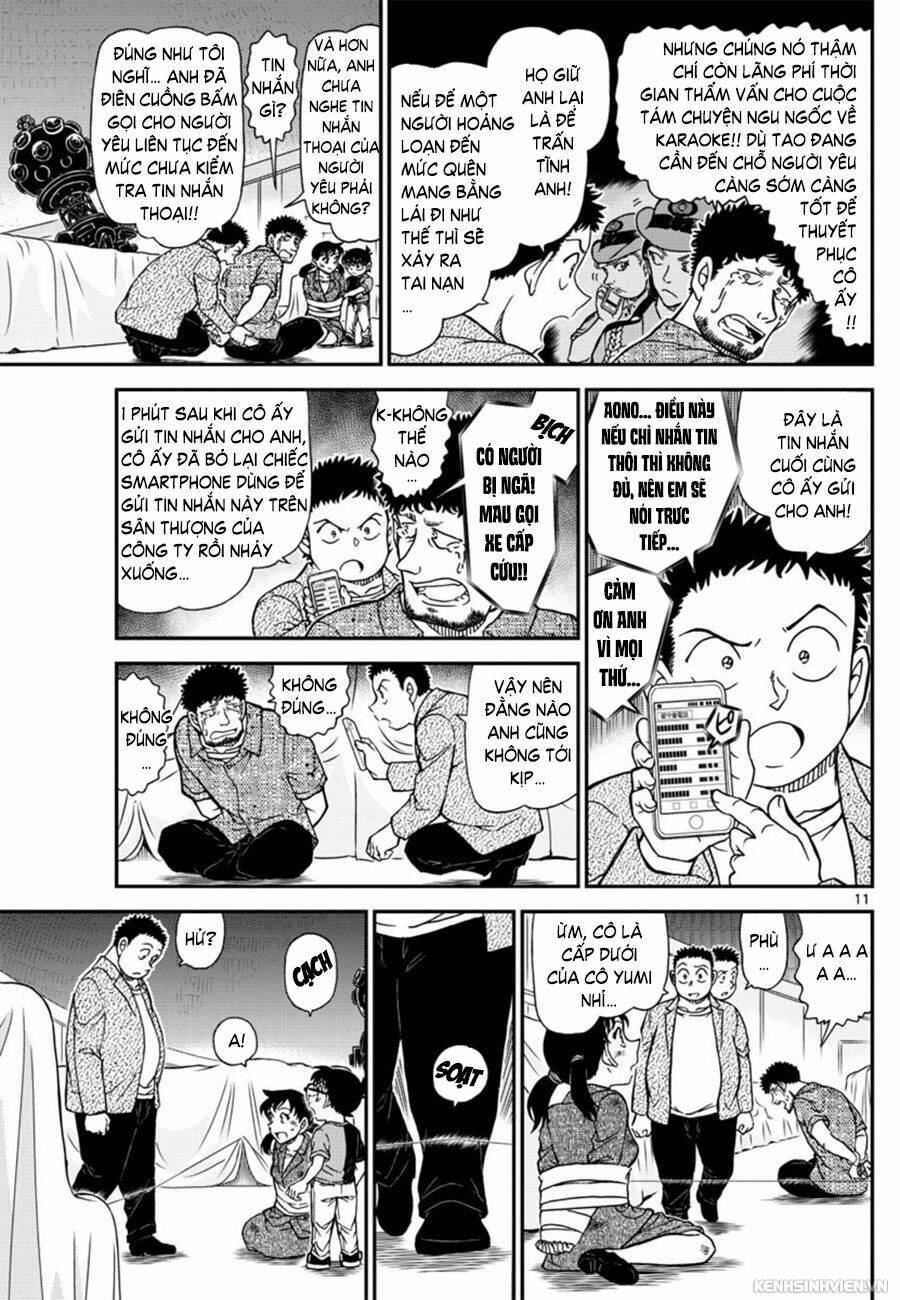 NHƯNG CHÚNG NÓ THẬM
CHÍ CÒN LÃNG PHÍ THỜI
GIAN THẨM VẤN CHO CUỘC
TÁM CHUYỆN NGU NGỐC VỀ
KARAOKE!! DÙ TAO ĐANG
CẦN ĐẾN CHỖ NGƯỜI YÊU
CÀNG SỚM CÀNG
TỐT ĐỂ
THUYẾT
PHỤC
CÔ
ẤY
!!
HỌ GIỮ
ANH LẠI
LÀ ĐỂ
TRẤN
TĨNH
ANH!
NẾU ĐỂ MỘT
NGƯỜI HOẢNG
LOẠN ĐẾN
MỨC QUÊN
MANG BẰNG
LÁI ĐI NHƯ
THẾ THÌ SẼ
XẢY RA
TAI NẠN
...
VÀ HƠN
NỮA, ANH
CHƯA
NGHE TIN
NHẮN
THOẠI CỦA
NGƯỜI
YÊU PHẢI
KHÔNG?
TIN
NHẮN
GÌ?
ĐÚNG NHƯ TÔI
NGHĨ... ANH ĐÃ
ĐIÊN CUỒNG BẤM
GỌI CHO NGƯỜI
YÊU LIÊN TỤC ĐẾN
MỨC CHƯA KIỂM
TRA TIN NHẮN
THOẠI!!
ĐÂY LÀ
TIN NHẮN
CUỐI CÙNG
CÔ ẤY GỬI
CHO ANH!
AONO... ĐIỀU NÀY
NẾU CHỈ NHẮN TIN
THÔI THÌ KHÔNG
ĐỦ, NÊN EM SẼ
NÓI TRỰC
TIẾP...
CẢM
ƠN ANH
VÌ MỌI
THỨ...
BỊCH
CÓ NGƯỜI
BỊ NGÃ!
MAU GỌI
XE CẤP
CỨU!!
K-KHÔNG
THỂ
NÀO
...
1 PHÚT SAU KHI CÔ ẤY
GỬI TIN NHẮN CHO ANH,
CÔ ẤY ĐÃ BỎ LẠI CHIẾC
SMARTPHONE DÙNG ĐỂ
GỬI TIN NHẮN NÀY TRÊN
SÂN THƯỢNG CỦA
CÔNG TY RỒI NHẢY
XUỐNG...
VẬY NÊN
ĐẰNG NÀO
ANH CŨNG
KHÔNG TỚI
KỊP...
KHÔNG
ĐÚNG...
KHÔNG
ĐÚNG
...
11
Ư A A A
A A...
PHÙ
...
ỪM, CÔ LÀ
CẤP DƯỚI
CỦA CÔ YUMI
NHỈ...
SOẠT
CẠCH
A!
HỬ?
KENHSINHVIEN.VN